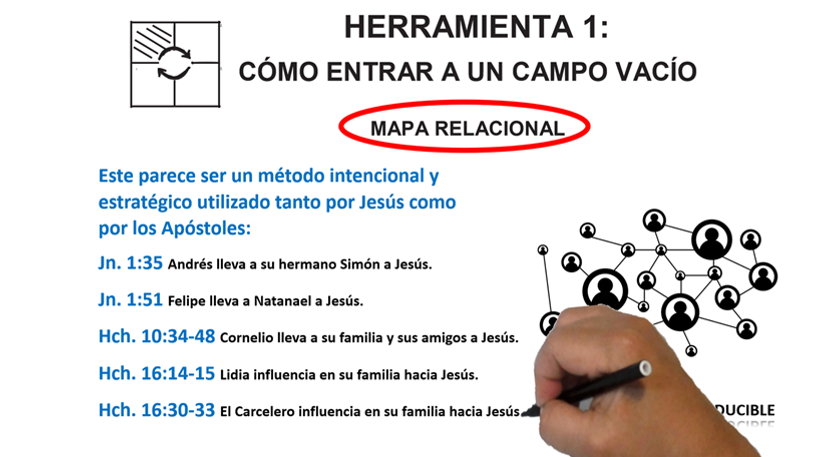 HERRAMIENTA 1:
CÓMO ENTRAR A UN CAMPO VACÍO
MAPA RELACIONAL
Este parece ser un método intencional y
estratégico utilizado tanto por Jesús como
por los Apóstoles:
Jn. 1:35 Andrés lleva a su hermano Simón a Jesús.
Jn. 1:51 Felipe lleva a Natanael a Jesús.
Hch. 10:34-48 Cornelio lleva a su familia y sus amigos a Jesús.
Hch. 16:14-15 Lidia influencia en su familia hacia Jesús.
Hch. 16:30-33 El Carcelero influencia en su familia hacia Jesús